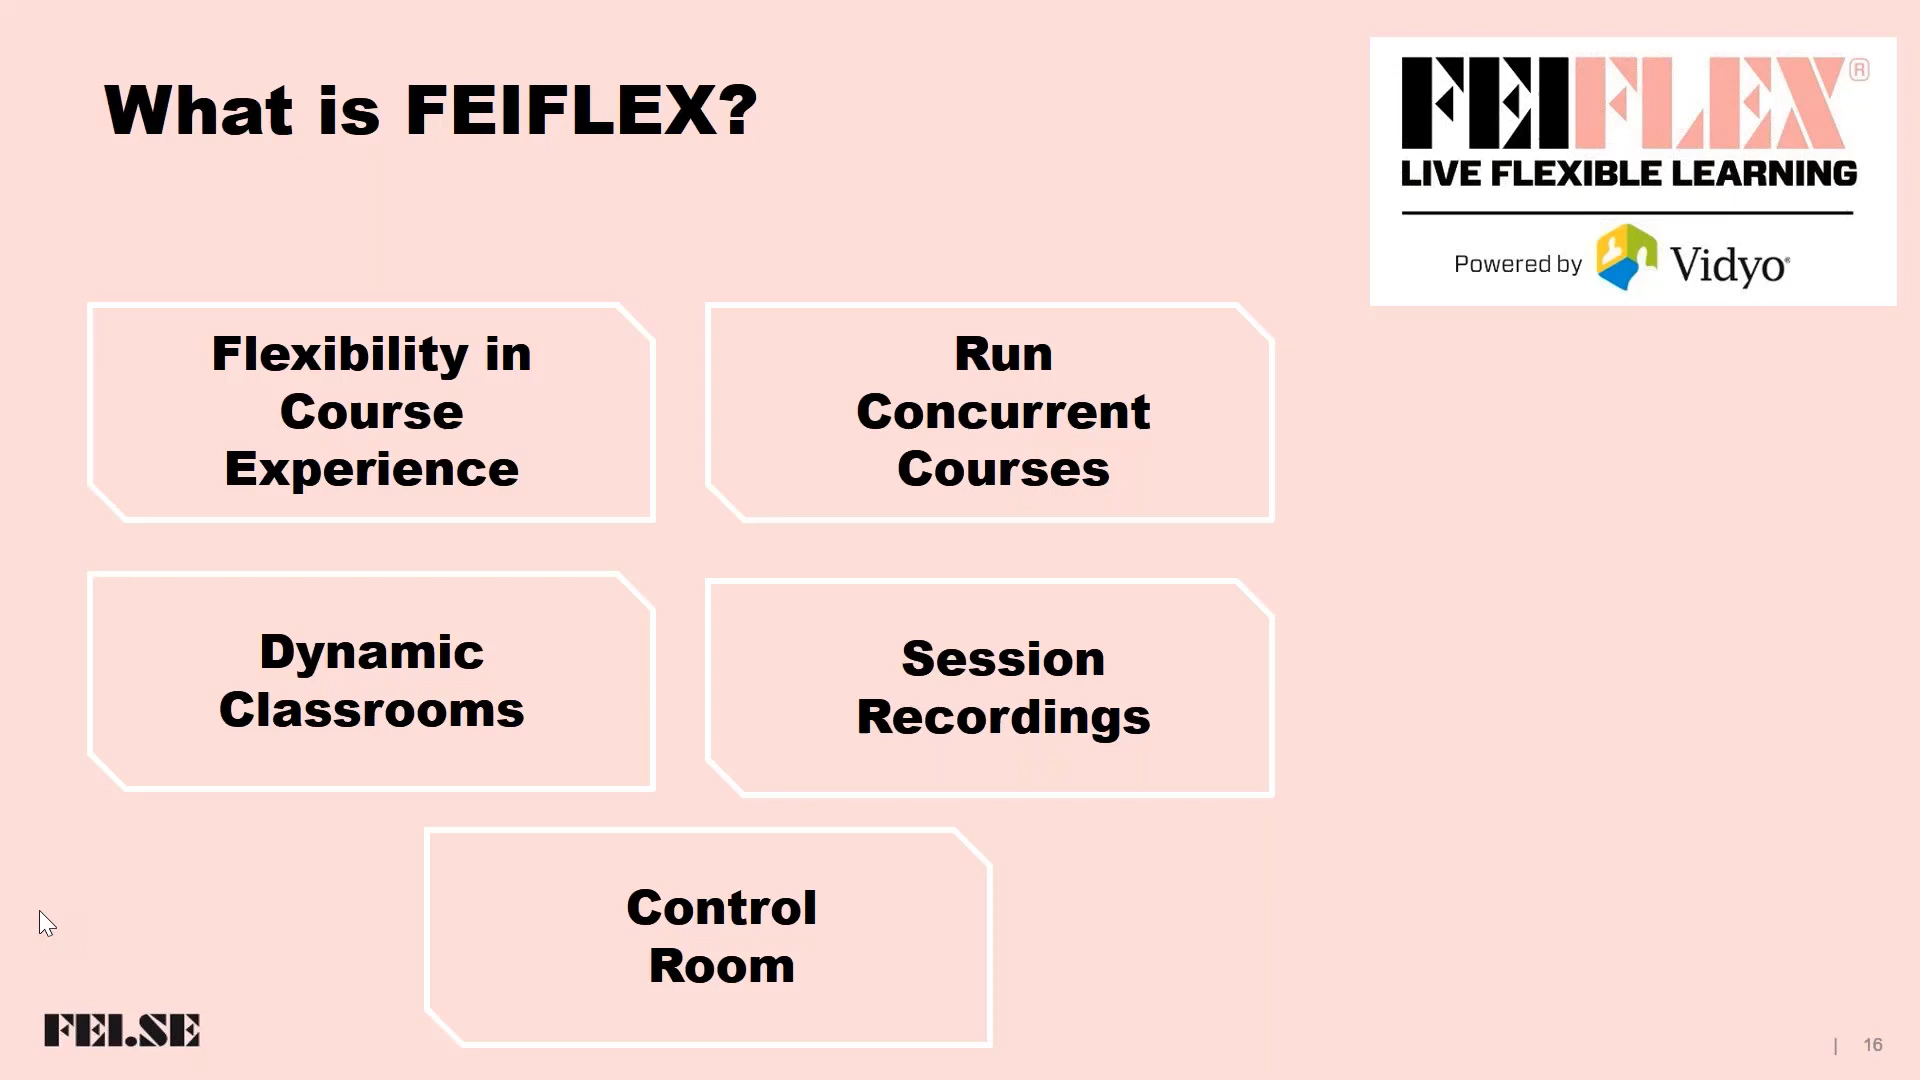 What is FEIFLEX?
FEIFLEX®
LIVE FLEXIBLE LEARNING
Powered by Vidyo®
Flexibility in
Course
Experience
Run
Concurrent
Courses
Dynamic
Classrooms
Session
Recordings
Control
Room
FEI.SE
| 16